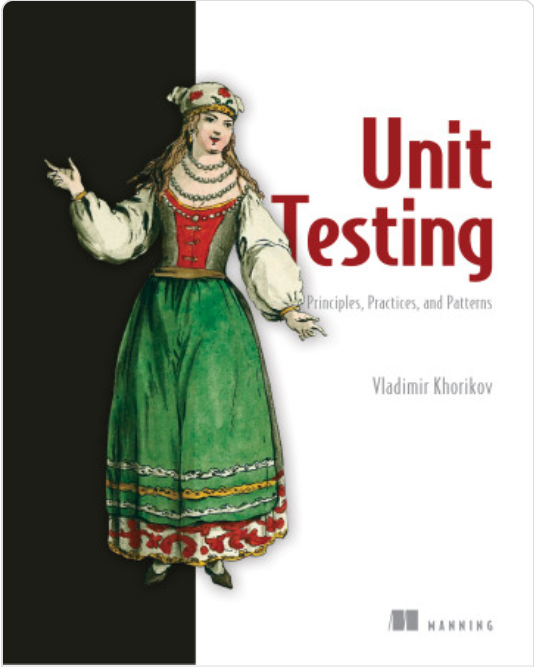 Unit
Testing
Principles, Practices, and Patterns
Vladimir Khorikov
MANNING